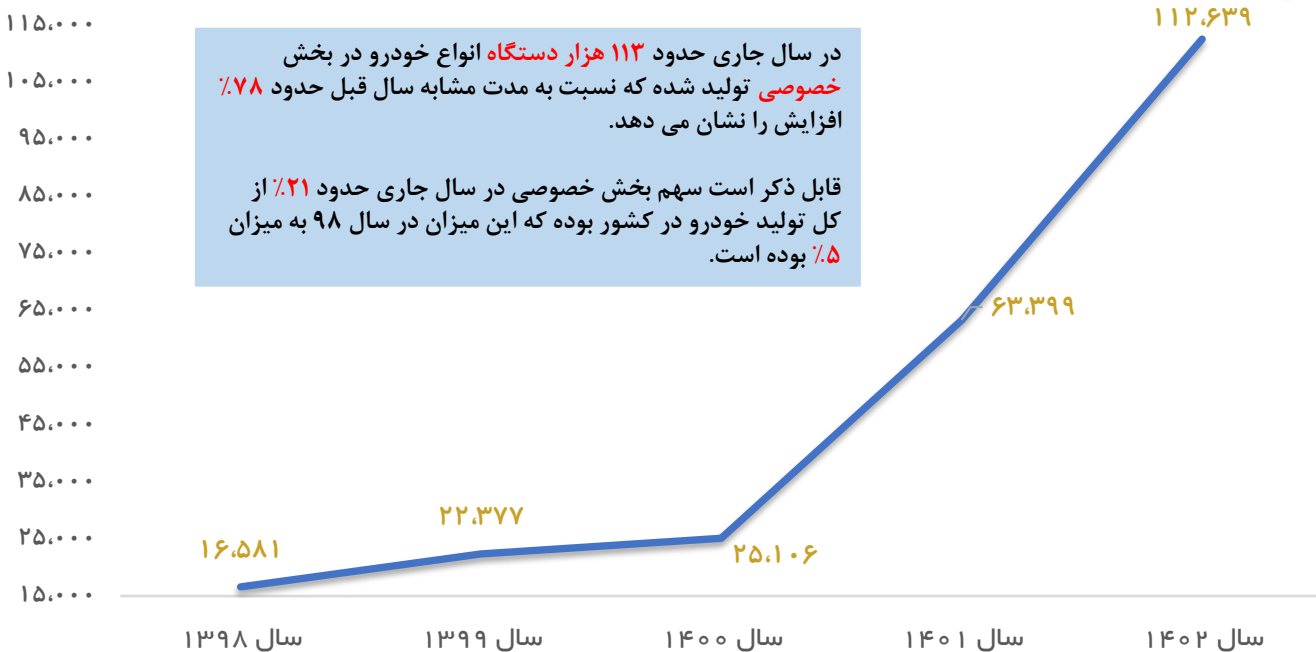 ۱۱۵،۰۰۰
۱۰۵،۰۰۰
۹۵،۰۰۰
۸۵،۰۰۰
۷۵،۰۰۰
۶۵،۰۰۰
۵۵،۰۰۰
۴۵،۰۰۰
۳۵،۰۰۰
۲۵،۰۰۰
۱۵،۰۰۰
در سال جاری حدود ۱۱۳ هزار دستگاه انواع خودرو در بخش
خصوصی تولید شده که نسبت به مدت مشابه سال قبل حدود ۷۸٪
افزایش را نشان می دهد.
قابل ذکر است سهم بخش خصوصی در سال جاری حدود ۲۱٪ از
کل تولید خودرو در کشور بوده که این میزان در سال ۹۸ به میزان
۵٪ بوده است.
۱۶،۵۸۱
۲۲،۳۷۷
۲۵،۱۰۶
۶۳،۳۹۹
۱۱۲،۶۳۹
سال ۱۳۹۸
سال ۱۳۹۹
سال ۱۴۰۰
سال ۱۴۰۱
سال ۱۴۰۲